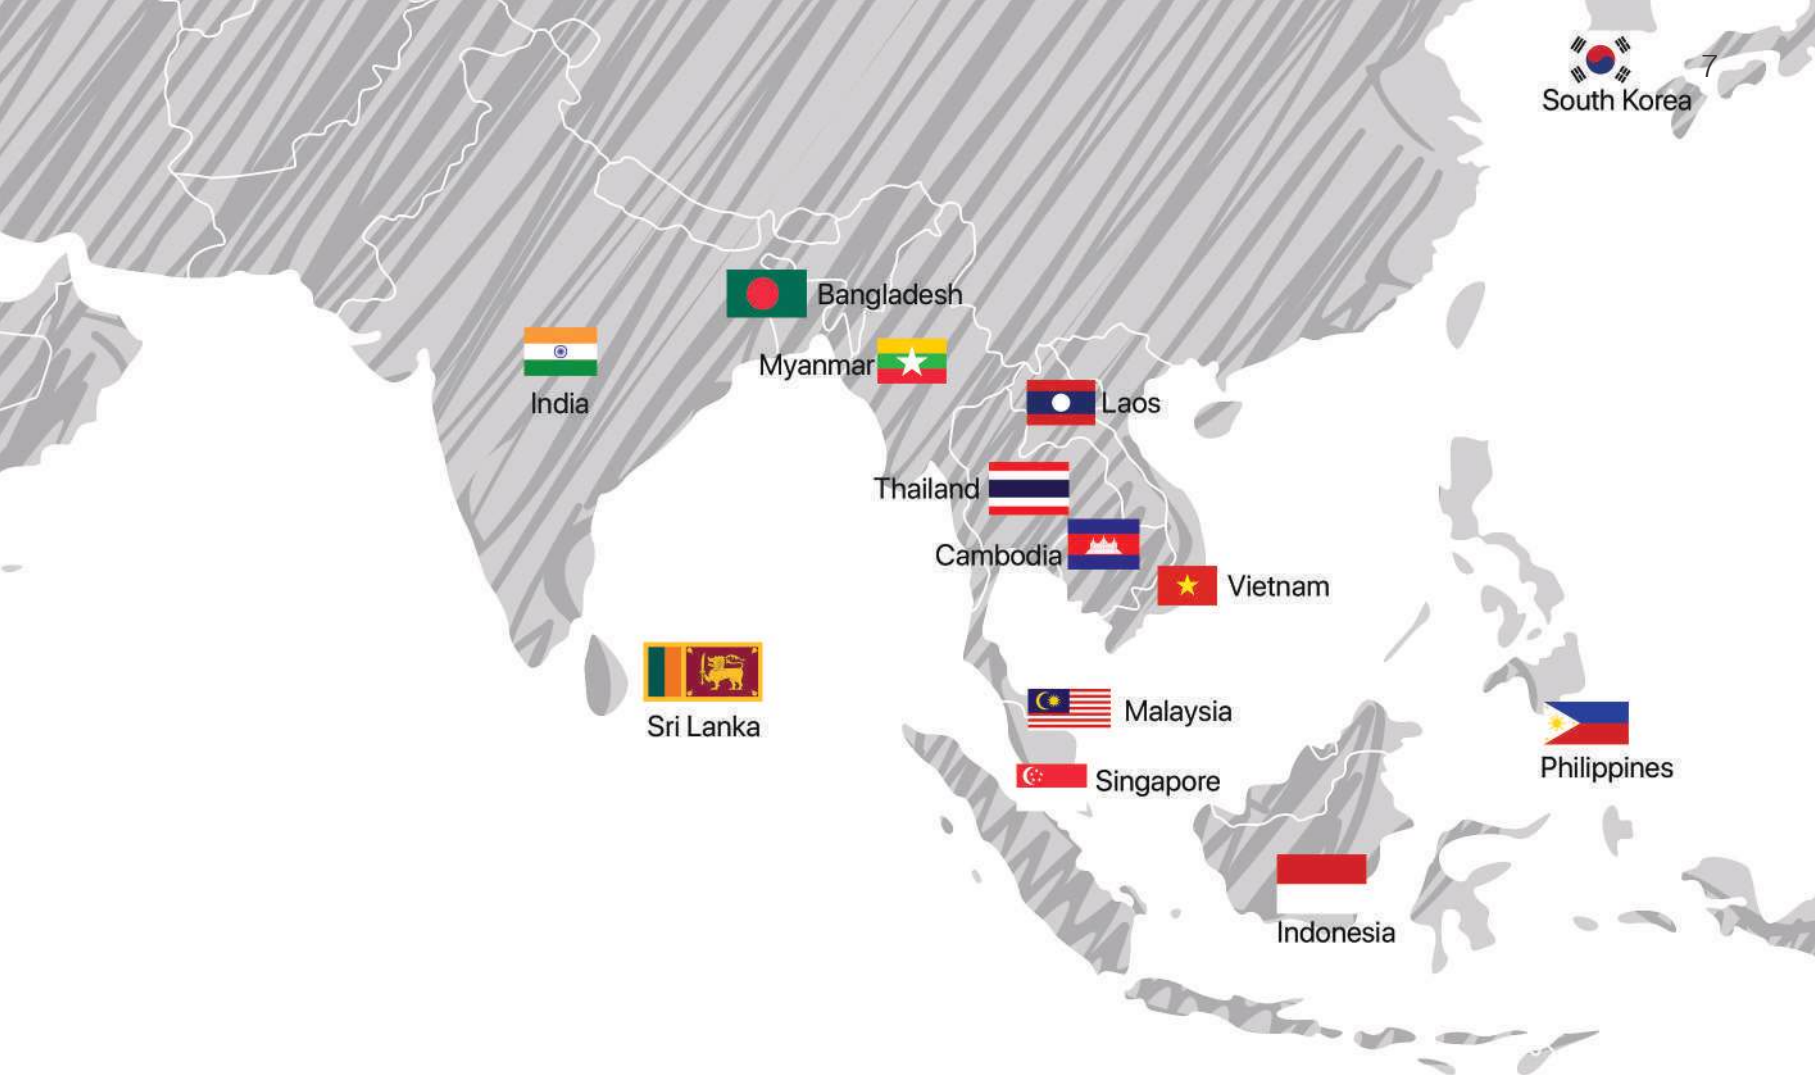 7
South Korea
Bangladesh
Myanmar
India
Laos
Thailand
Cambodia
Vietnam
Sri Lanka
Malaysia
Singapore
Philippines
Indonesia